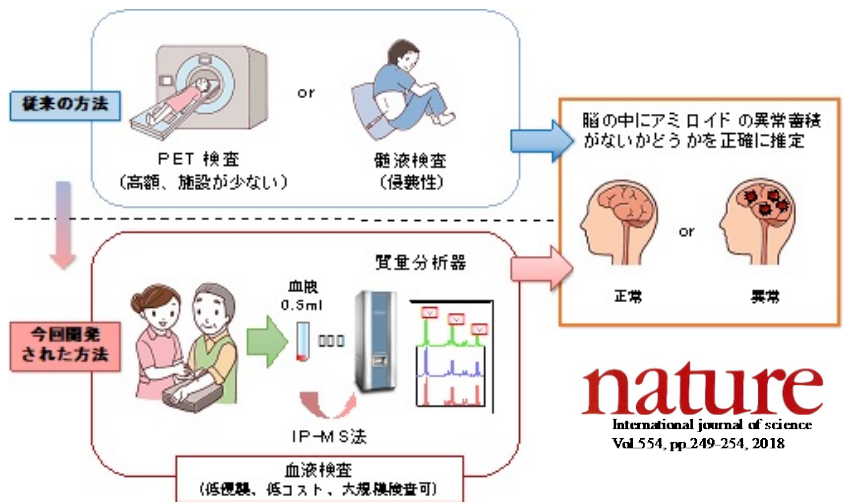 従来の方法
PET 検査
(高額、施設が少ない)
or
髄液検査
(侵襲性)
脳の中にアミロイド の異常蓄積
がないかどうかを正確に推定
or
正常
異常
今回開発
された方法
血液
0.5ml
質量分析器
IP-MS法
血液検査
(低侵襲、低コスト、大規模検査可)
nature
International journal of science
Vol.554, pp.249-254, 2018